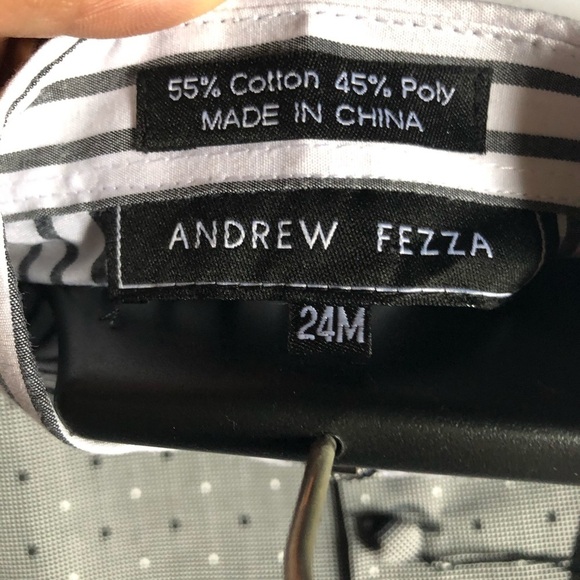 55% Cotton 45% Poly
MADE IN CHINA
ANDREW FEZZA
24M